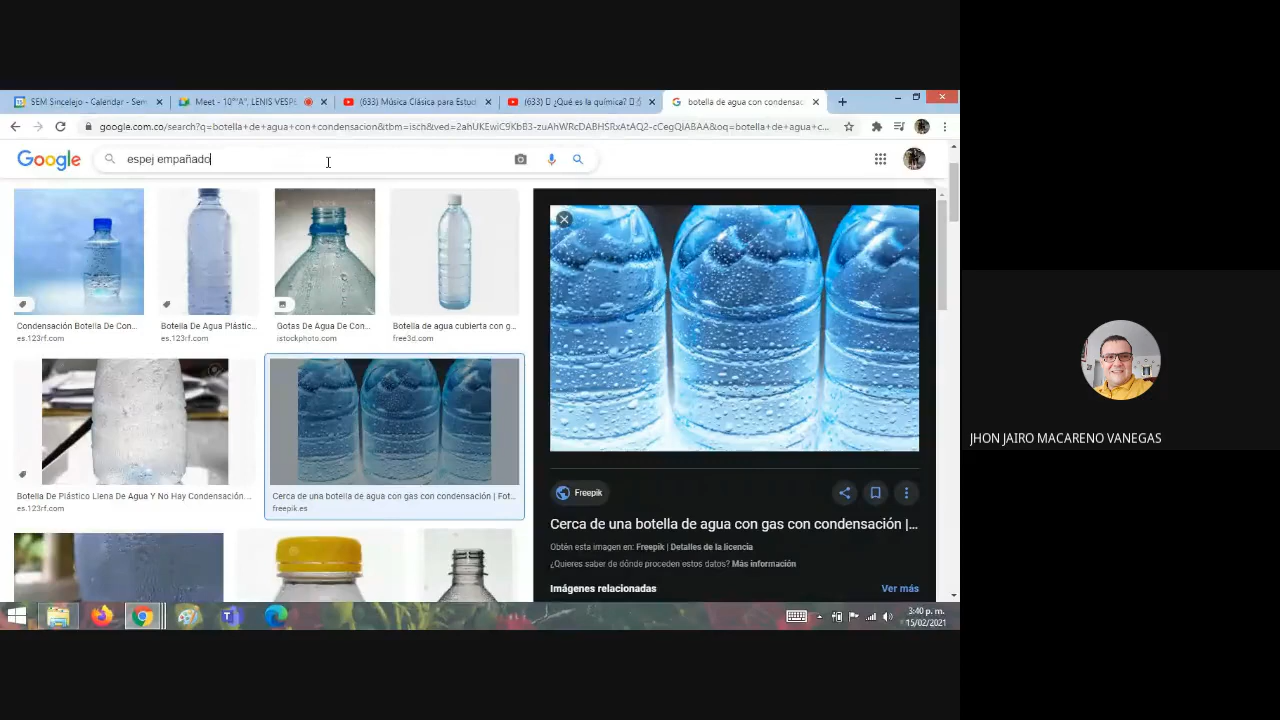 SEM Sincelejo - Calendar - Sem
Meet - 10°"A", LENIS VESP
(633) Música Clásica para Estud
(633) ¿Qué es la química?
botella de agua con condensac
google.com.co/search?q=botella+de+agua+con+condensacion&tbm=isch&ved=2ahUKEwiC9KbB3-zuAhWRcDABHSRxAtAQ2-cCegQIABAA&oq=botella+de+agua+c...
Google
espej empañado
Condensación Botella De Con...
es.123rf.com
Botella De Agua Plástic...
es.123rf.com
Gotas De Agua De Con...
istockphoto.com
Botella de agua cubierta con g...
free3d.com
Botella De Plástico Llena De Agua Y No Hay Condensación....
es.123rf.com
Cerca de una botella de agua con gas con condensación | Fot...
freepik.es
Freepik
Cerca de una botella de agua con gas con condensación |...
Obtén esta imagen en: Freepik | Detalles de la licencia
¿Quieres saber de dónde proceden estos datos? Más información
Imágenes relacionadas
Ver más
3:40 p. m.
15/02/2021
JHON JAIRO MACARENO VANEGAS